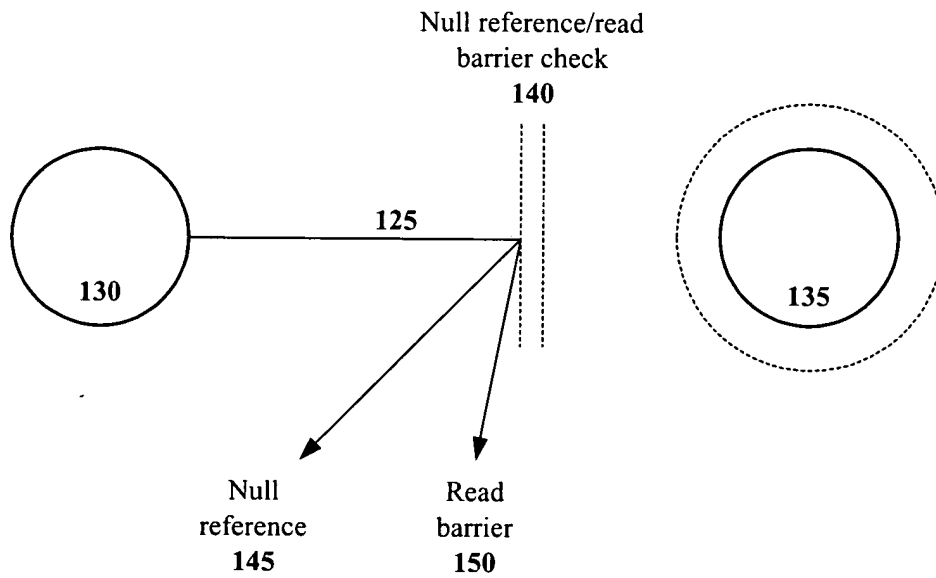 Null reference/read
barrier check
140
125
130
135
Null
reference
145
Read
barrier
150